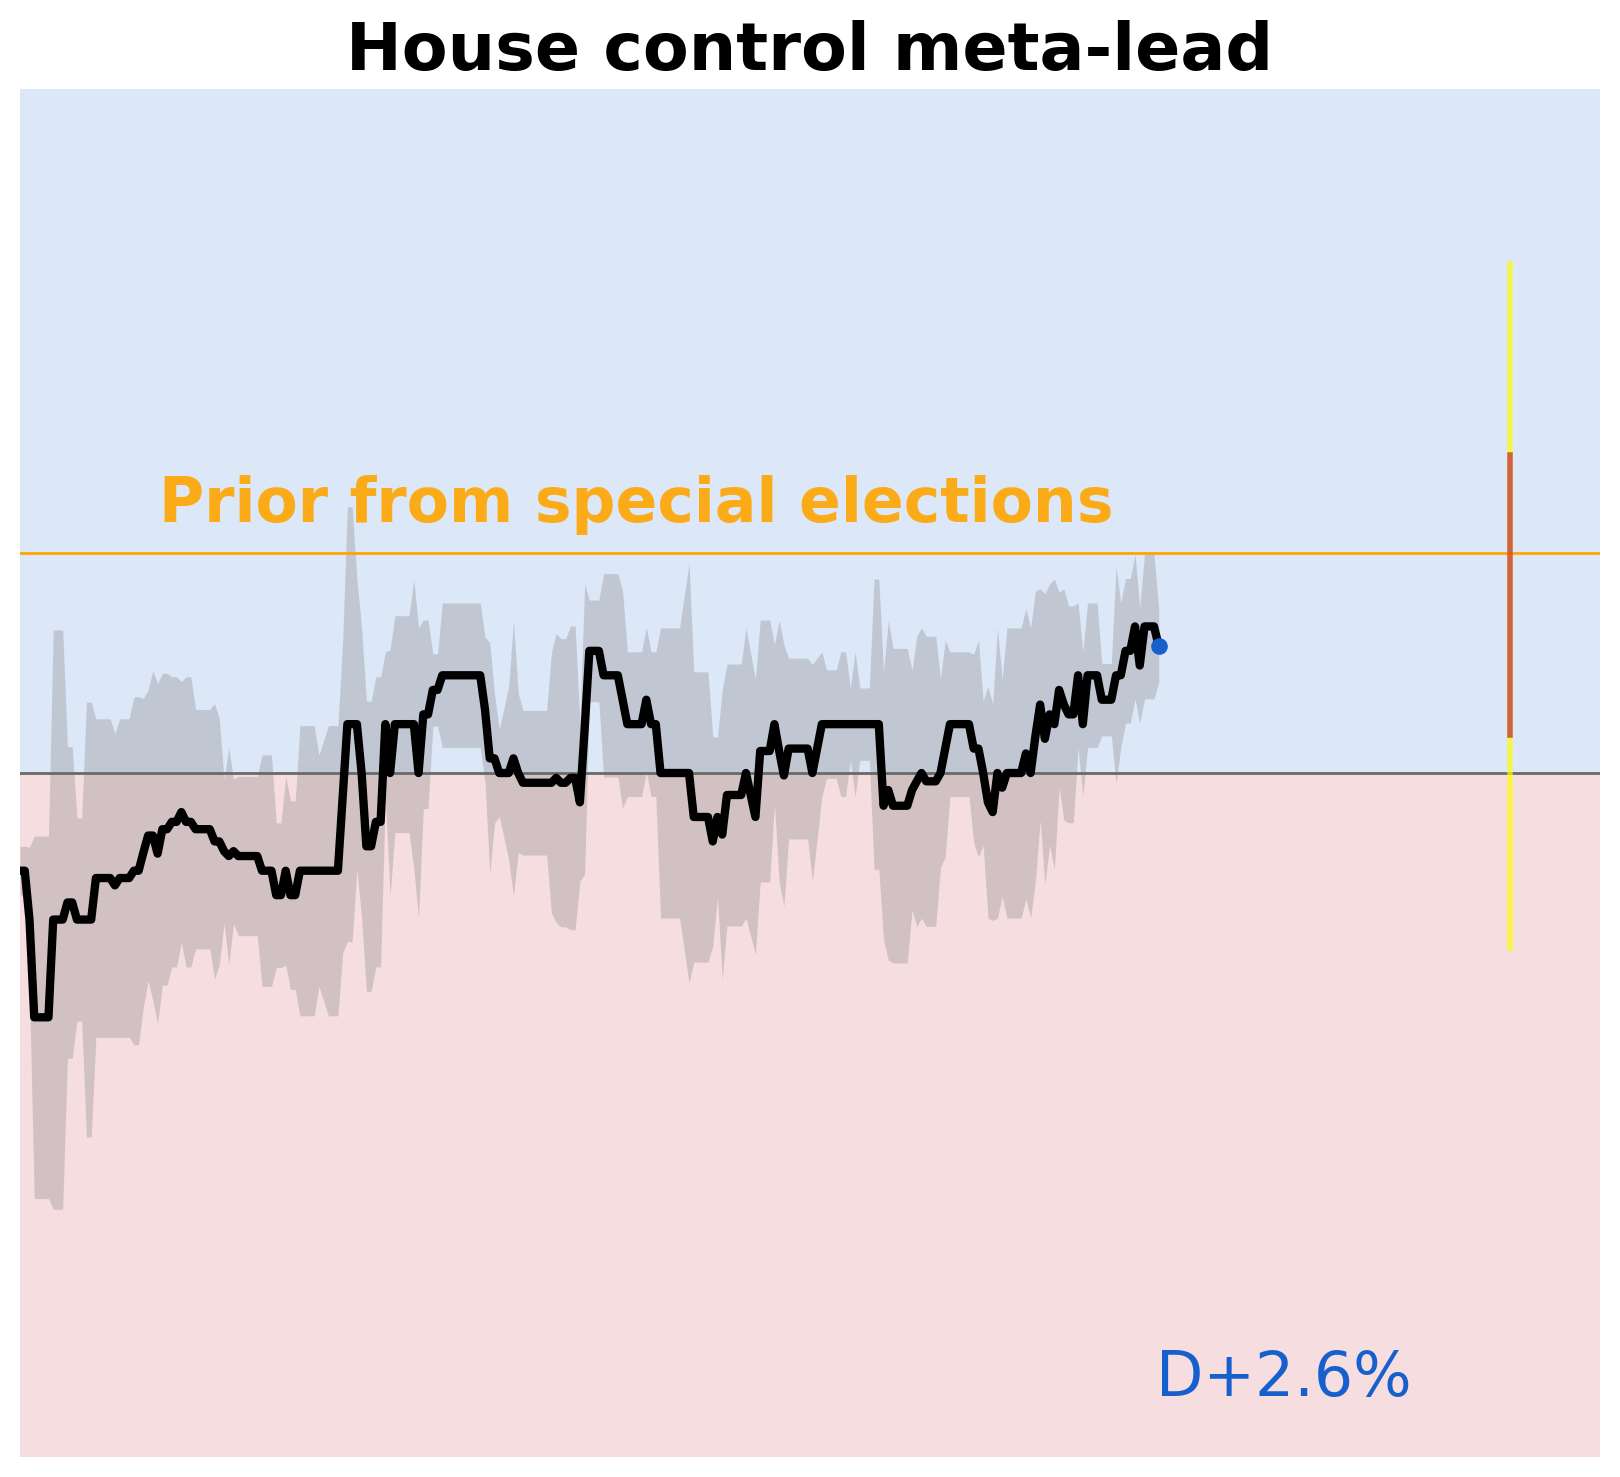 House control meta-lead
Prior from special elections
D+2.6%